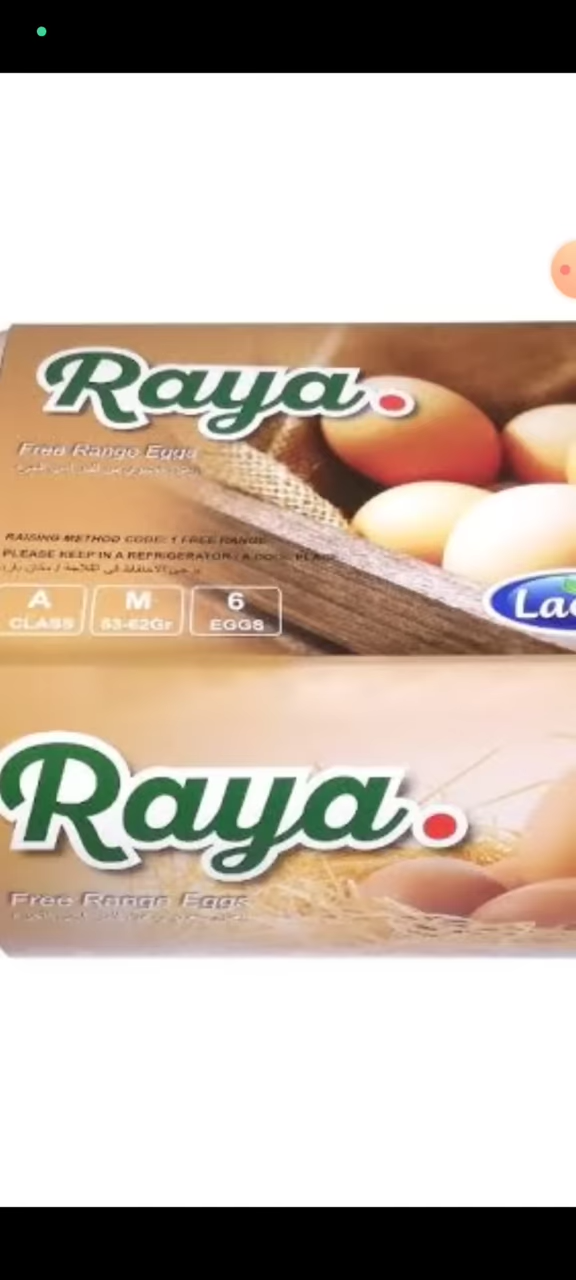 Raya
Free Range Eggs
RAISING METHOD CODE: 1 FREE RANGE
PLEASE KEEP IN A REFRIGERATOR / A COOL PLACE
A
CLASS
M
53-62Gr
6
EGGS
Raya
Free Range Eggs